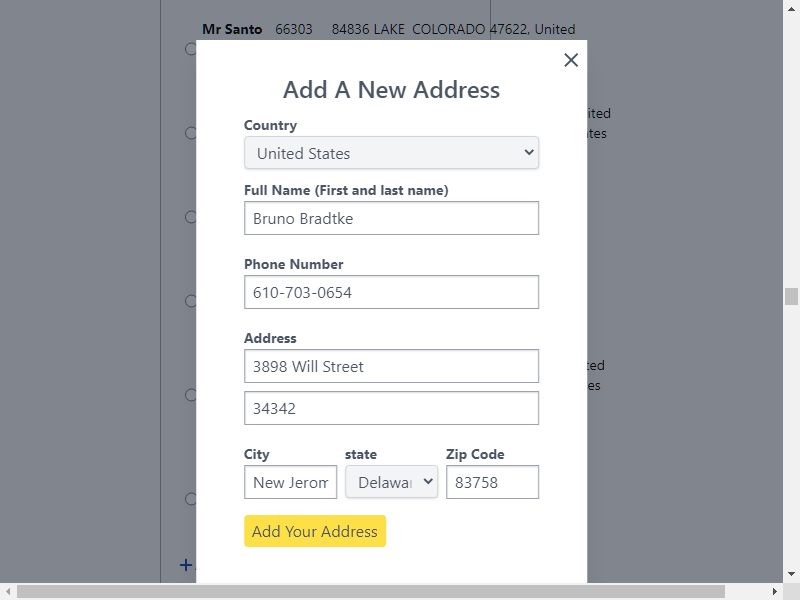 Mr Santo 66303 84836 LAKE COLORADO 47622, United
Add A New Address
ited
Country
tes
United States
Full Name (First and last name)
Bruno Bradtke
Phone Number
610-703-0654
Address
3898 Will Street
ted
es
34342
City state Zip Code
New Jerom Delawa 83758
Add Your Address